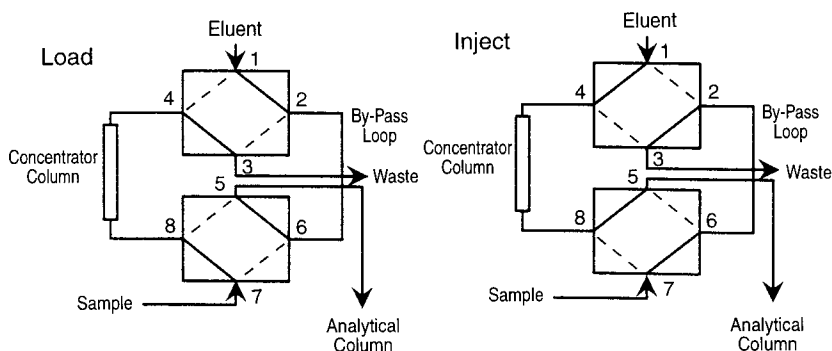 Load
Eluent
1
4
2
By-Pass
Loop
Concentrator
Column
3
Waste
5
8
6
7
Sample
Analytical
Column
Inject
Eluent
1
4
2
By-Pass
Loop
Concentrator
Column
3
Waste
5
8
6
7
Sample
Analytical
Column